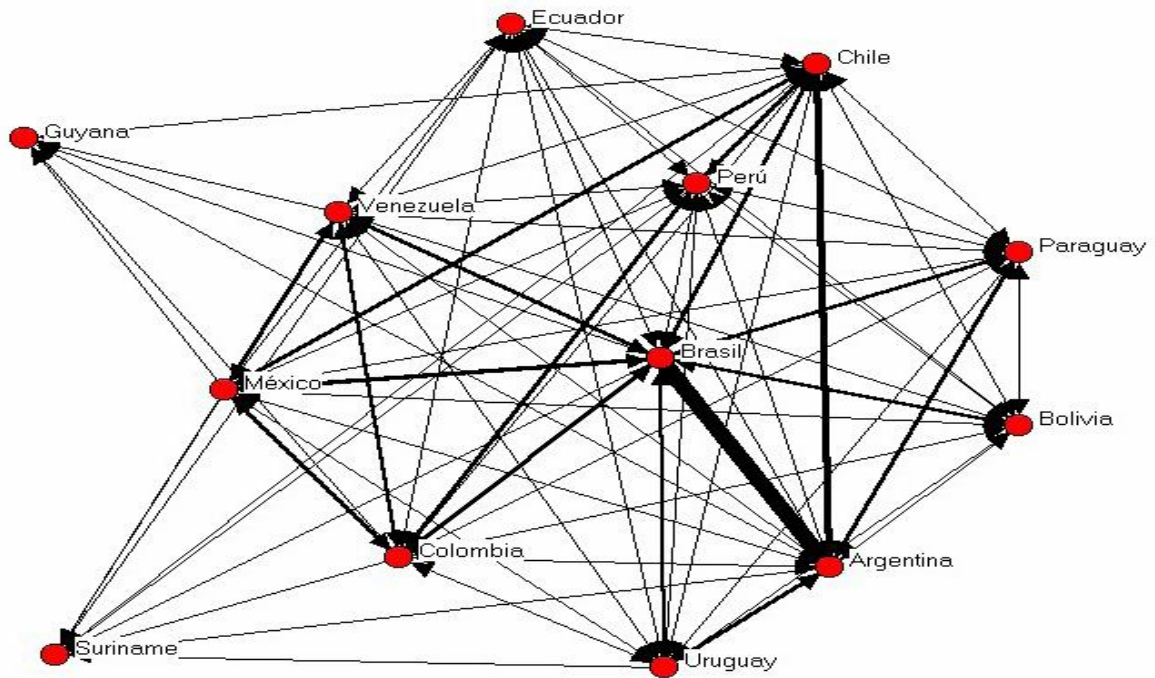 Ecuador
Chile
Guyana
Perú
Venezuela
Paraguay
Brasil
México
Bolivia
Colombia
Argentina
Suriname
Uruguay